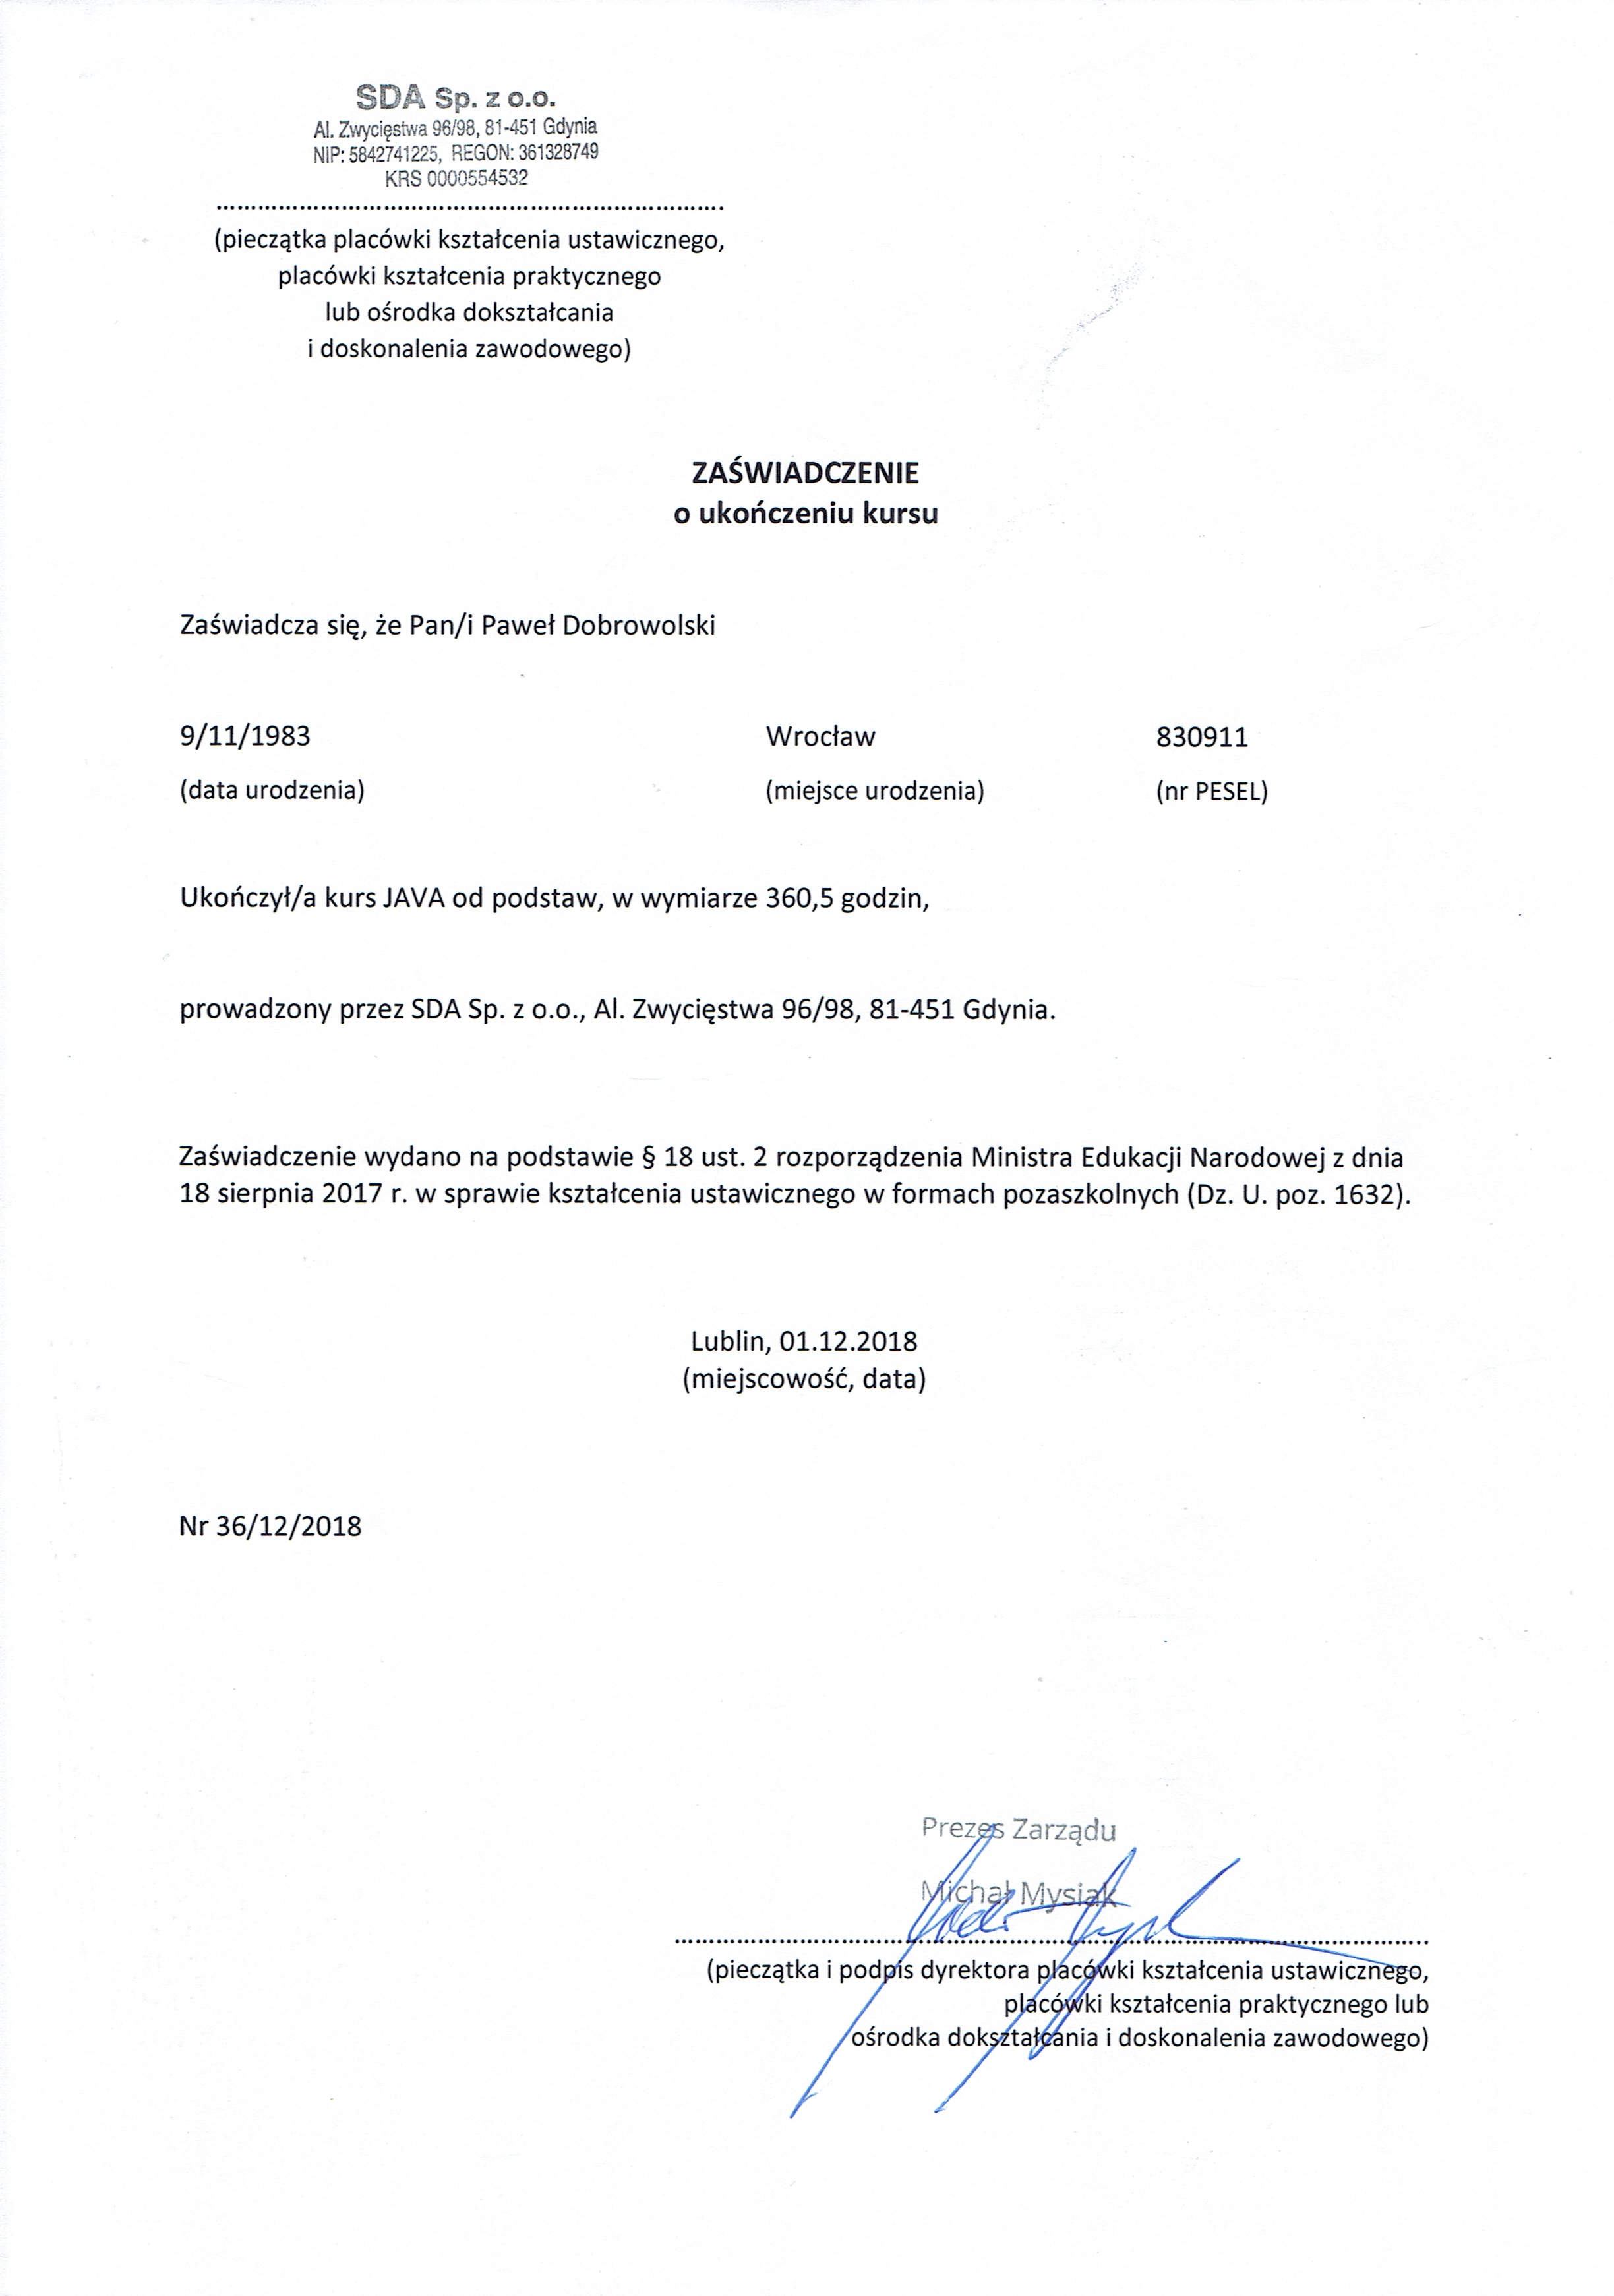 SDA Sp. z o.o.
Al. Zwycięstwa 96/98, 81-451 Gdynia
NIP: 5842741225, REGON: 361328749
KRS 0000554532
(pieczątka placówki kształcenia ustawicznego,
placówki kształcenia praktycznego
lub ośrodka dokształcania
i doskonalenia zawodowego)
ZAŚWIADCZENIE
o ukończeniu kursu
Zaświadcza się, że Pan/i Paweł Dobrowolski
9/11/1983 Wrocław 830911
(data urodzenia) (miejsce urodzenia) (nr PESEL)
Ukończył/a kurs JAVA od podstaw, w wymiarze 360,5 godzin,
prowadzony przez SDA Sp. z o.o., Al. Zwycięstwa 96/98, 81-451 Gdynia.
Zaświadczenie wydano na podstawie § 18 ust. 2 rozporządzenia Ministra Edukacji Narodowej z dnia
18 sierpnia 2017 r. w sprawie kształcenia ustawicznego w formach pozaszkolnych (Dz. U. poz. 1632).
Lublin, 01.12.2018
(miejscowość, data)
Nr 36/12/2018
Prezes Zarządu
Michał Mysiak
(pieczątka i podpis dyrektora placówki kształcenia ustawicznego,
placówki kształcenia praktycznego lub
ośrodka dokształcania i doskonalenia zawodowego)